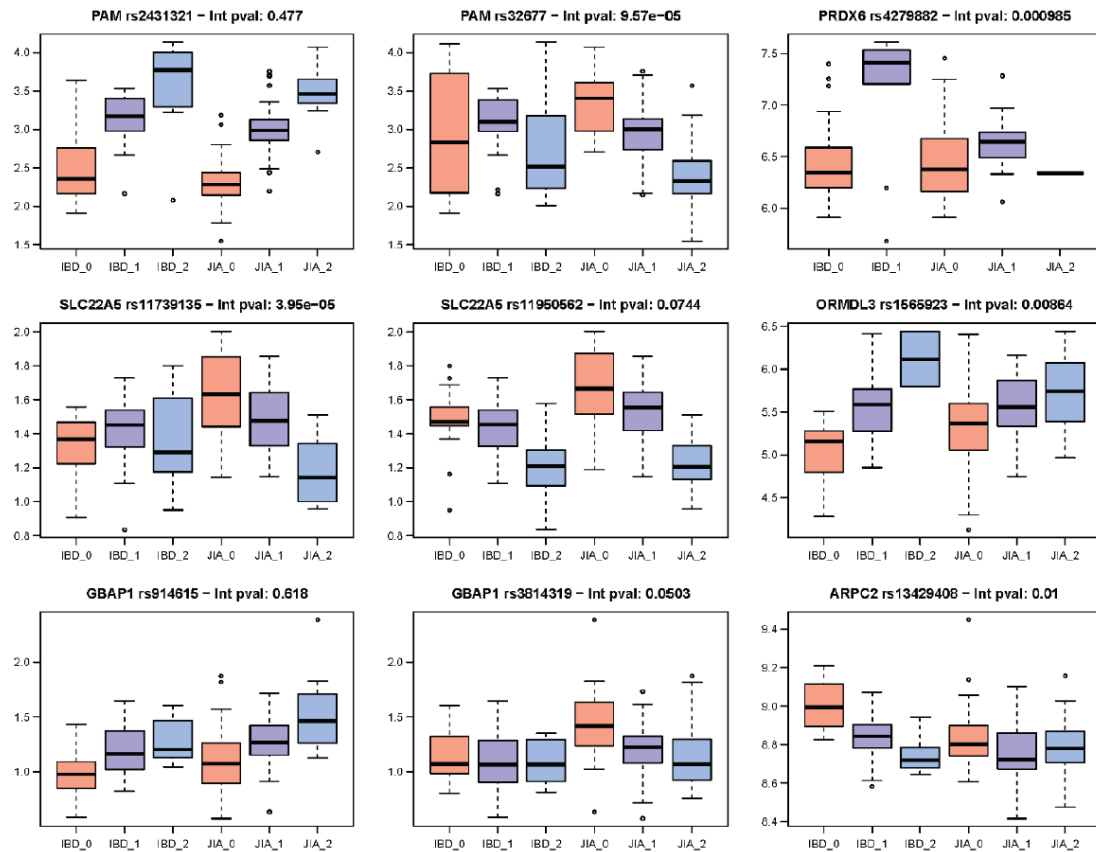 PAM rs2431321 – Int pval: 0.477
4.0
3.5
3.0
2.5
2.0
1.5
IBD_0 IBD_1 IBD_2 JIA_0 JIA_1 JIA_2
PAM rs32677 – Int pval: 9.57e–05
4.0
3.5
3.0
2.5
2.0
1.5
IBD_0 IBD_1 IBD_2 JIA_0 JIA_1 JIA_2
PRDX6 rs4279882 – Int pval: 0.000985
7.5
7.0
6.5
6.0
IBD_0 IBD_1 JIA_0 JIA_1 JIA_2
SLC22A5 rs11739135 – Int pval: 3.95e–05
2.0
1.8
1.6
1.4
1.2
1.0
0.8
IBD_0 IBD_1 IBD_2 JIA_0 JIA_1 JIA_2
SLC22A5 rs11950562 – Int pval: 0.0744
2.0
1.8
1.6
1.4
1.2
1.0
0.8
IBD_0 IBD_1 IBD_2 JIA_0 JIA_1 JIA_2
ORMDL3 rs1565923 – Int pval: 0.00864
6.5
6.0
5.5
5.0
4.5
IBD_0 IBD_1 IBD_2 JIA_0 JIA_1 JIA_2
GBAP1 rs914615 – Int pval: 0.618
2.0
1.5
1.0
IBD_0 IBD_1 IBD_2 JIA_0 JIA_1 JIA_2
GBAP1 rs3814319 – Int pval: 0.0503
2.0
1.5
1.0
IBD_0 IBD_1 IBD_2 JIA_0 JIA_1 JIA_2
ARPC2 rs13429408 – Int pval: 0.01
9.4
9.2
9.0
8.8
8.6
8.4
IBD_0 IBD_1 IBD_2 JIA_0 JIA_1 JIA_2